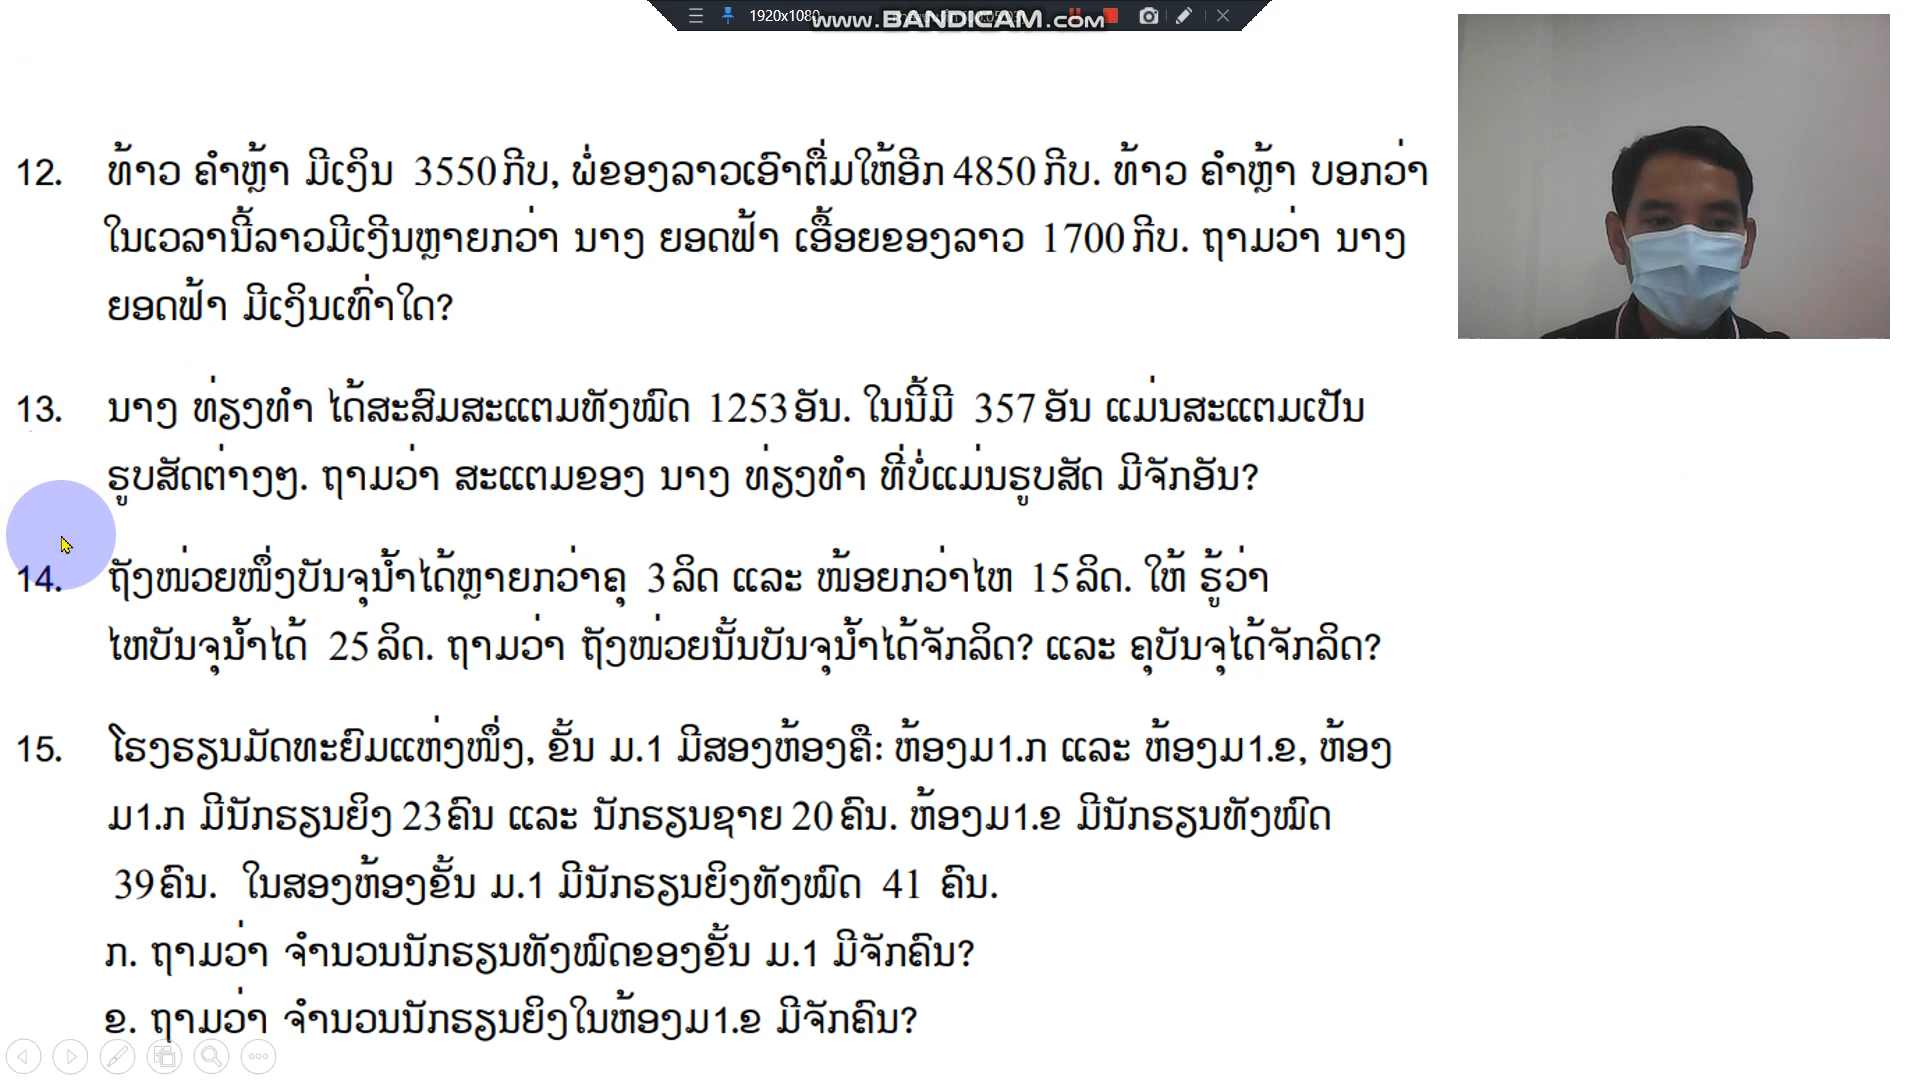 1920x1080
www.BANDICAM.com
12. ທ້າວ ຄຳຫຼ້າ ມີເງິນ 3550 ກີບ, ພໍ່ຂອງລາວເອົາຕື່ມໃຫ້ອີກ 4850 ກີບ. ທ້າວ ຄຳຫຼ້າ ບອກວ່າ
ໃນເວລານີ້ລາວມີເງີນຫຼາຍກວ່າ ນາງ ຍອດຟ້າ ເອື້ອຍຂອງລາວ 1700 ກີບ. ຖາມວ່າ ນາງ
ຍອດຟ້າ ມີເງິນເທົ່າໃດ?
13. ນາງ ທ່ຽງທຳ ໄດ້ສະສົມສະແຕມທັງໝົດ 1253 ອັນ. ໃນນີ້ມີ 357 ອັນ ແມ່ນສະແຕມເປັນ
ຮູບສັດຕ່າງໆ. ຖາມວ່າ ສະແຕມຂອງ ນາງ ທ່ຽງທຳ ທີ່ບໍ່ແມ່ນຮູບສັດ ມີຈັກອັນ?
14. ຖັງໜ່ວຍໜຶ່ງບັນຈຸນ້ຳໄດ້ຫຼາຍກວ່າຄຸ 3 ລິດ ແລະ ໜ້ອຍກວ່າໄຫ 15 ລິດ. ໃຫ້ ຮູ້ວ່າ
ໄຫບັນຈຸນ້ຳໄດ້ 25 ລິດ. ຖາມວ່າ ຖັງໜ່ວຍນັ້ນບັນຈຸນ້ຳໄດ້ຈັກລິດ? ແລະ ຄຸບັນຈຸໄດ້ຈັກລິດ?
15. ໂຮງຮຽນມັດທະຍົມແຫ່ງໜຶ່ງ, ຂັ້ນ ມ.1 ມີສອງຫ້ອງຄື: ຫ້ອງມ1.ກ ແລະ ຫ້ອງມ1.ຂ, ຫ້ອງ
ມ1.ກ ມີນັກຮຽນຍິງ 23 ຄົນ ແລະ ນັກຮຽນຊາຍ 20 ຄົນ. ຫ້ອງມ1.ຂ ມີນັກຮຽນທັງໝົດ
39 ຄົນ. ໃນສອງຫ້ອງຂັ້ນ ມ.1 ມີນັກຮຽນຍິງທັງໝົດ 41 ຄົນ.
ກ. ຖາມວ່າ ຈຳນວນນັກຮຽນທັງໝົດຂອງຂັ້ນ ມ.1 ມີຈັກຄົນ?
ຂ. ຖາມວ່າ ຈຳນວນນັກຮຽນຍິງໃນຫ້ອງມ1.ຂ ມີຈັກຄົນ?